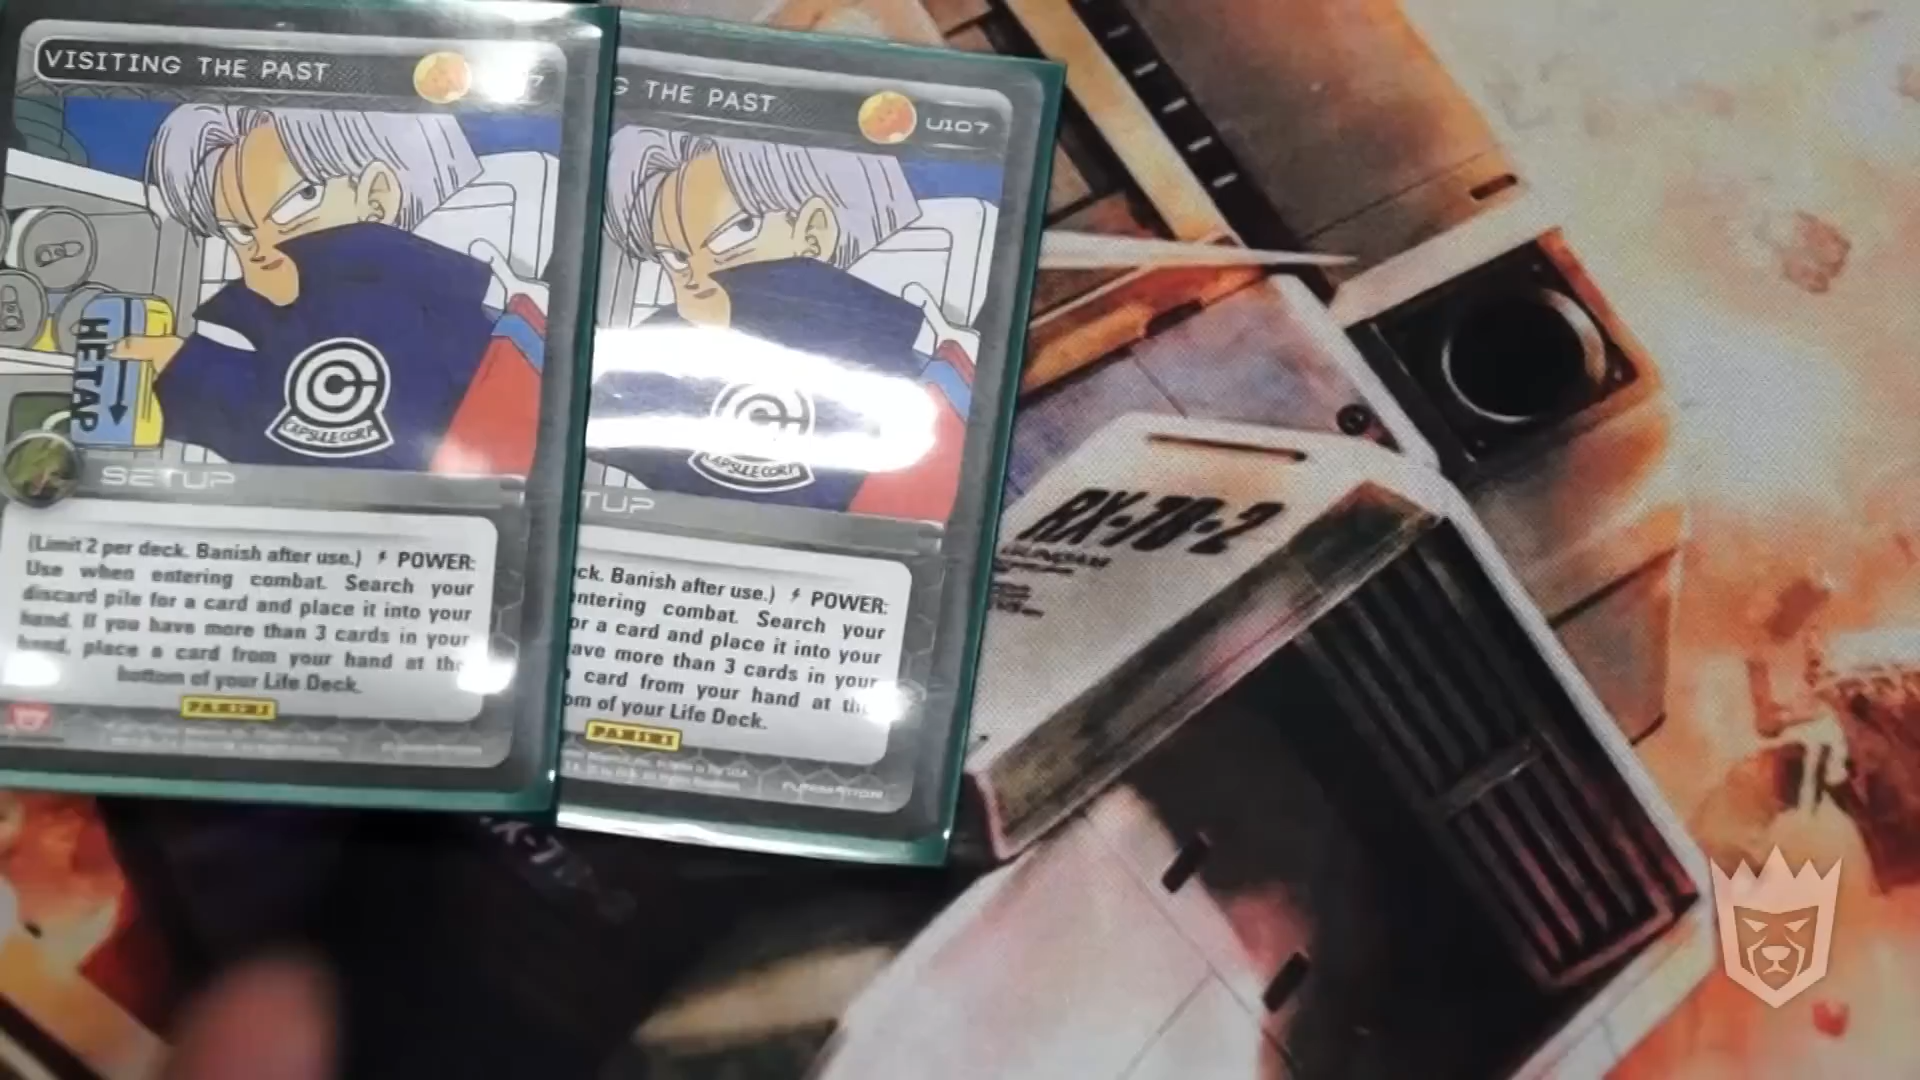 VISITING THE PAST
HETAP
CAPSULE CORP
SETUP
(Limit 2 per deck. Banish after use.) POWER:
Use when entering combat. Search your
discard pile for a card and place it into your
hand. If you have more than 3 cards in your
hand, place a card from your hand at the
bottom of your Life Deck.
PANINI
G THE PAST
U107
CAPSULE CORP
TUP
ck. Banish after use.) POWER:
ntering combat. Search your
or a card and place it into your
ave more than 3 cards in your
card from your hand at th
om of your Life Deck.
PANINI
FUNIMATION
RX-78-2
GUNDAM